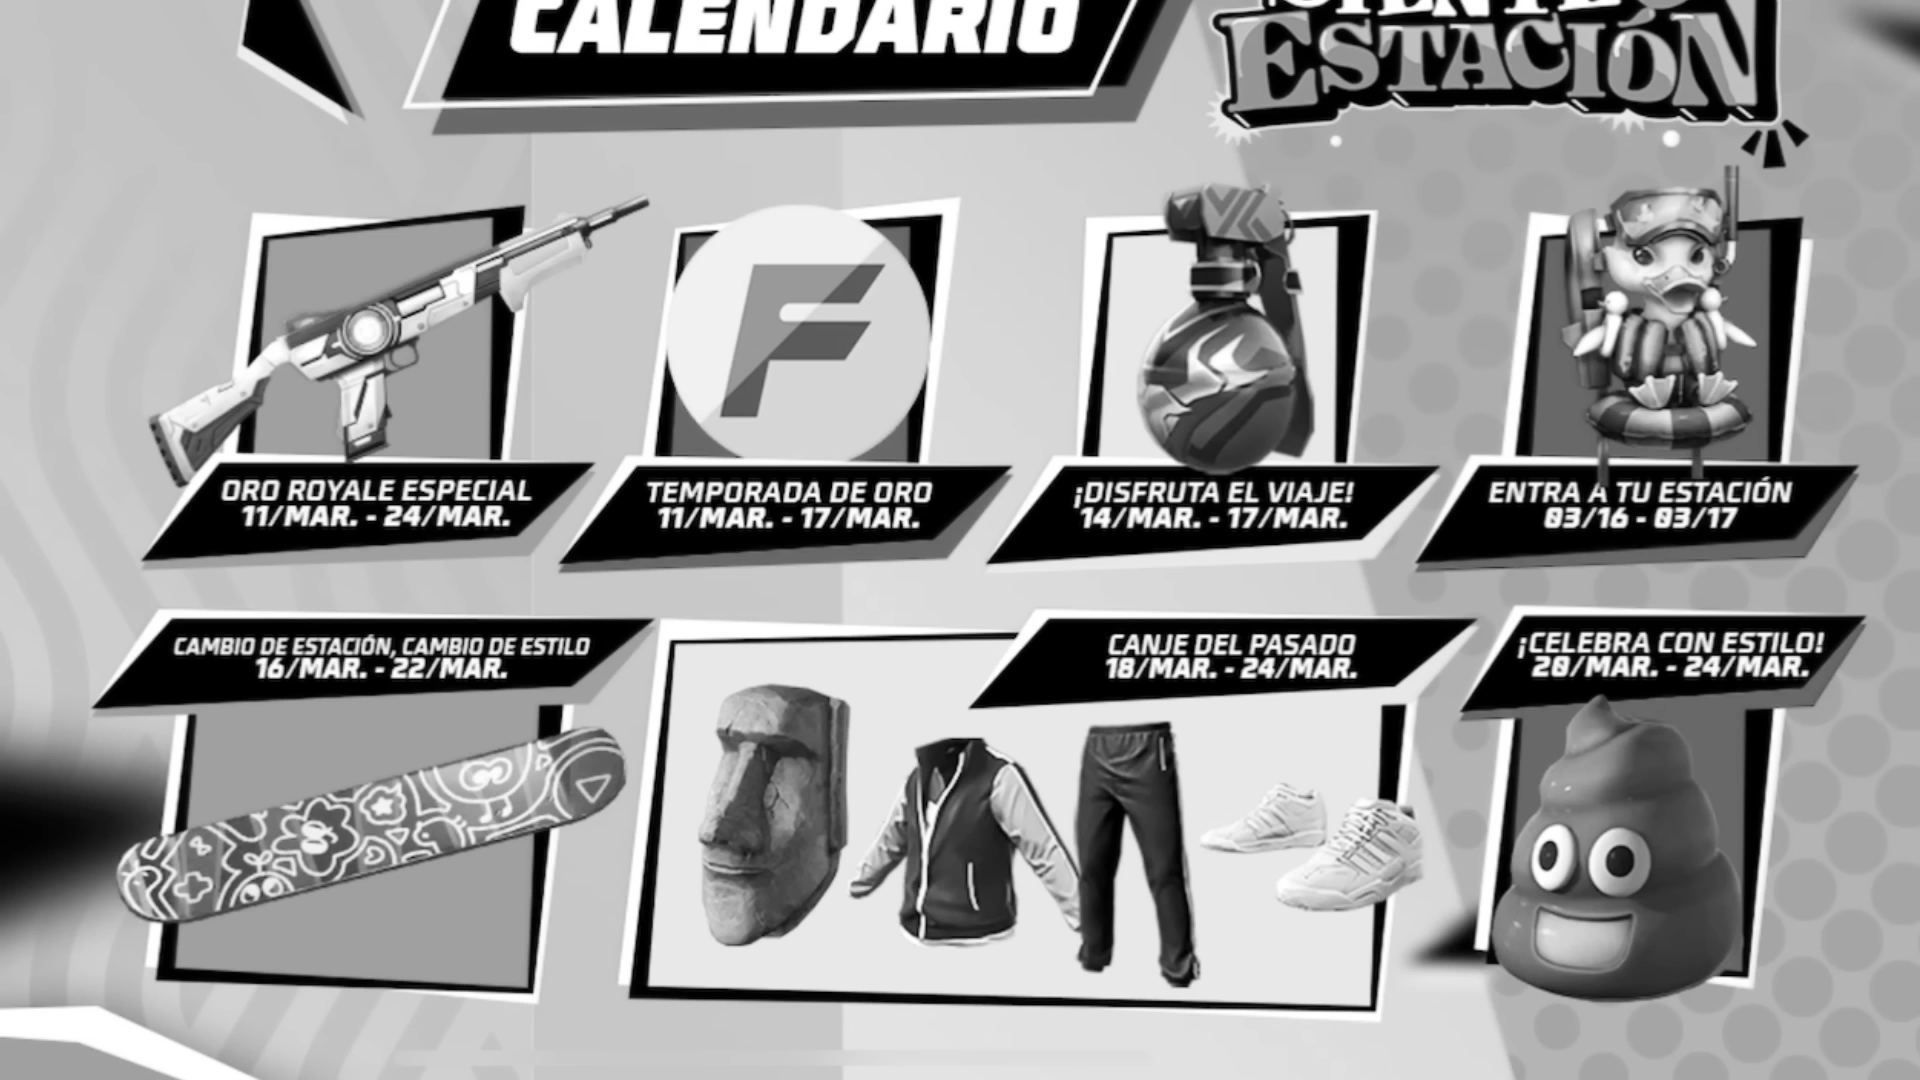 CALENDARIO
SIENTE LA
ESTACIÓN
F
ORO ROYALE ESPECIAL
11/MAR. - 24/MAR.
TEMPORADA DE ORO
11/MAR. - 17/MAR.
¡DISFRUTA EL VIAJE!
14/MAR. - 17/MAR.
ENTRA A TU ESTACIÓN
03/16 - 03/17
CAMBIO DE ESTACIÓN, CAMBIO DE ESTILO
16/MAR. - 22/MAR.
CANJE DEL PASADO
18/MAR. - 24/MAR.
¡CELEBRA CON ESTILO!
20/MAR. - 24/MAR.